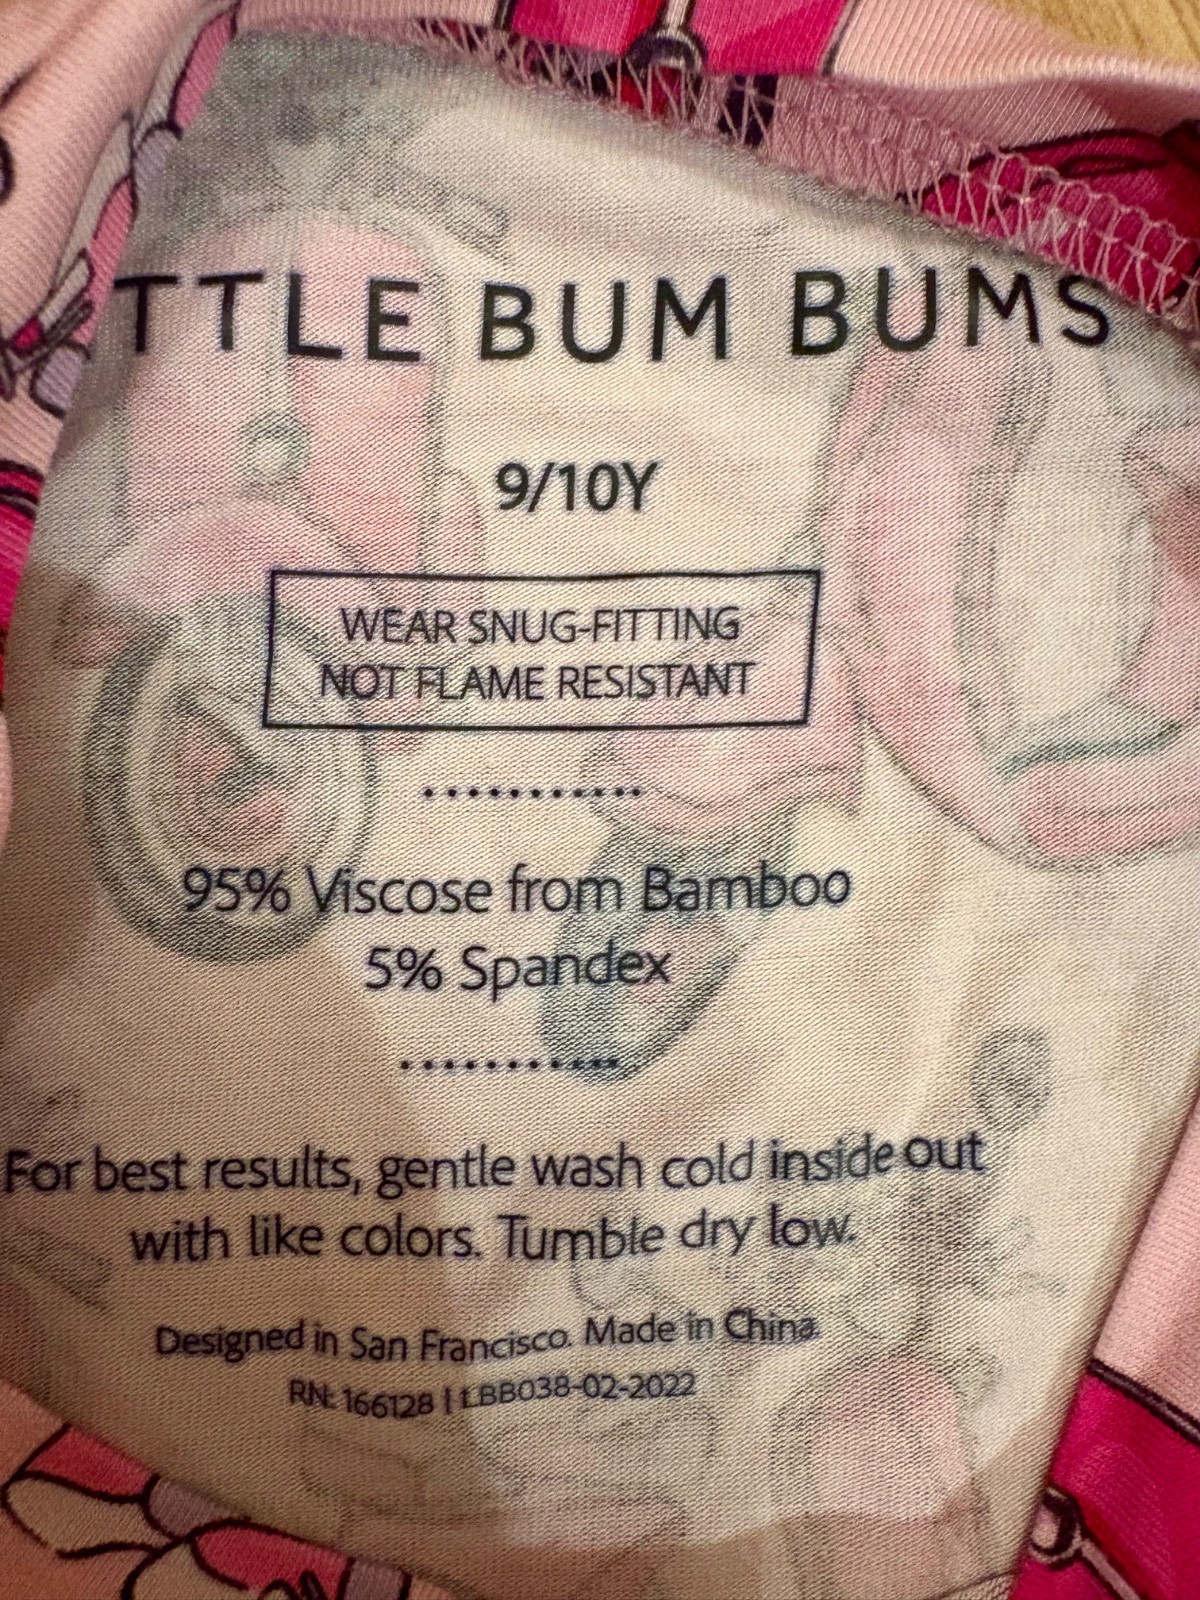 TTLE BUM BUMS
9/10Y
WEAR SNUG-FITTING
NOT FLAME RESISTANT
95% Viscose from Bamboo
5% Spandex
For best results, gentle wash cold inside out
with like colors. Tumble dry low.
Designed in San Francisco. Made in China.
RN: 166128 | LBB038-02-2022